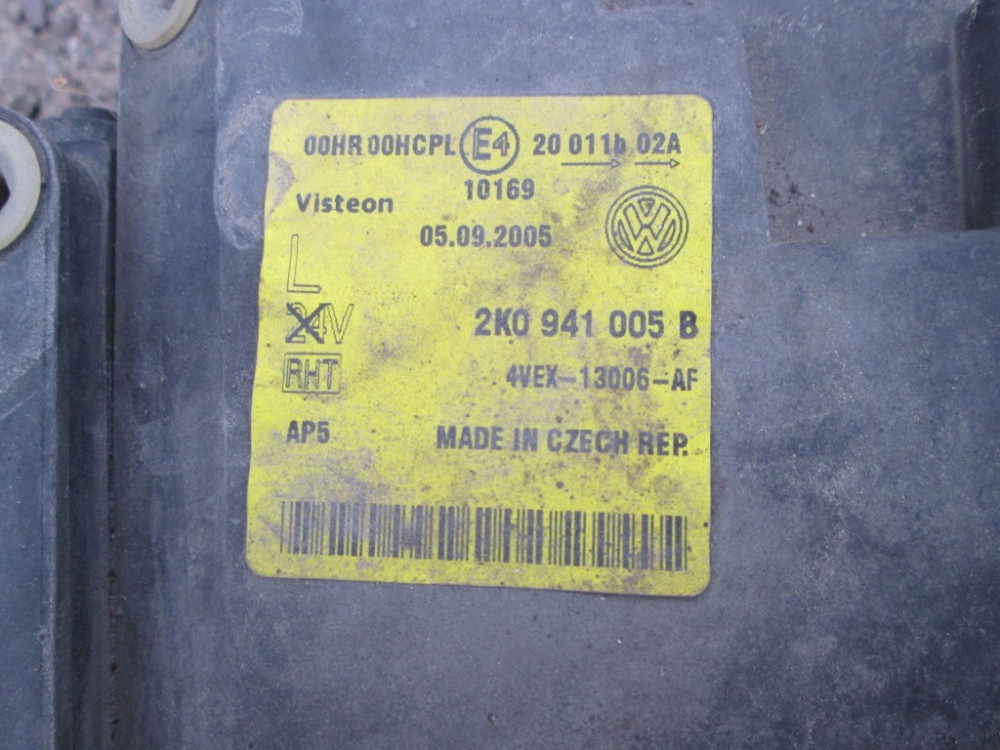 00HR 00HCPL E4 20 011b 02A
10169
Visteon
05.09.2005
L
24V
2K0 941 005 B
RHT
4VEX-13006-AF
AP5
MADE IN CZECH REP.